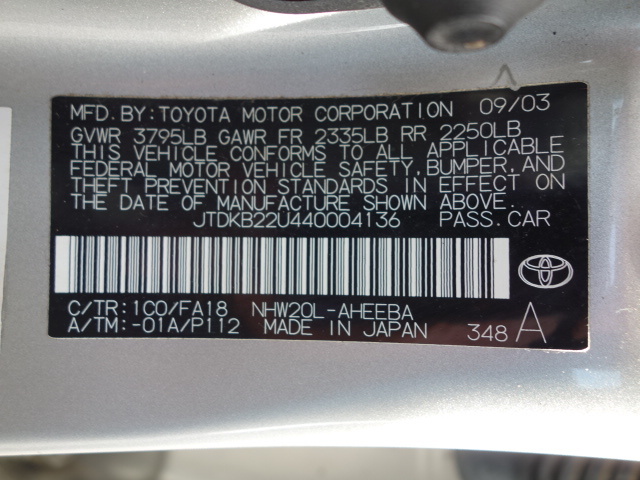 MFD. BY: TOYOTA MOTOR CORPORATION 09/03
GVWR 3795LB GAWR FR 2335LB RR 2250LB
THIS VEHICLE CONFORMS TO ALL APPLICABLE
FEDERAL MOTOR VEHICLE SAFETY, BUMPER, AND
THEFT PREVENTION STANDARDS IN EFFECT ON
THE DATE OF MANUFACTURE SHOWN ABOVE.
JTDKB22U440004136 PASS. CAR
C/TR: 1C0/FA18 NHW20L-AHEEBA
A/TM: -01A/P112 MADE IN JAPAN 348 A